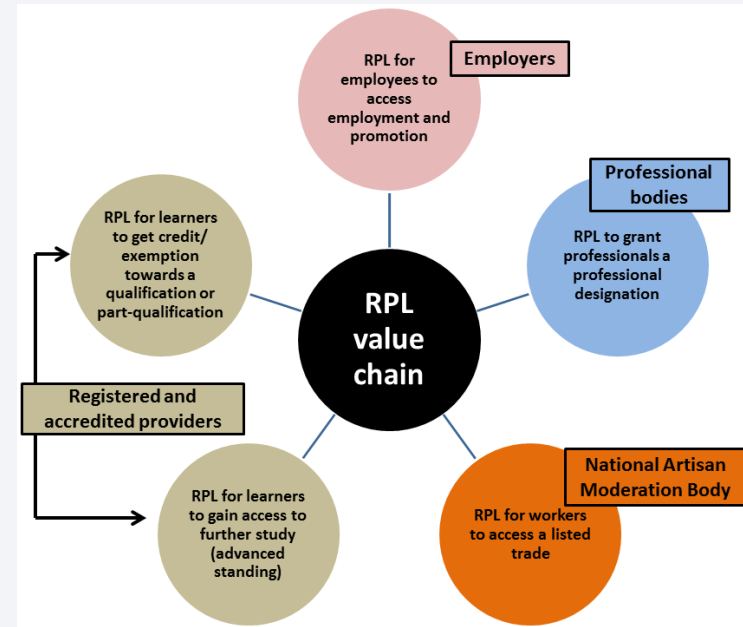 RPL for
employees to
access
employment and
promotion
Employers
Professional
bodies
RPL to grant
professionals a
professional
designation
RPL for learners
to get credit/
exemption
towards a
qualification or
part-qualification
RPL
value
chain
Registered and
accredited providers
RPL for learners
to gain access to
further study
(advanced
standing)
National Artisan
Moderation Body
RPL for workers
to access a listed
trade